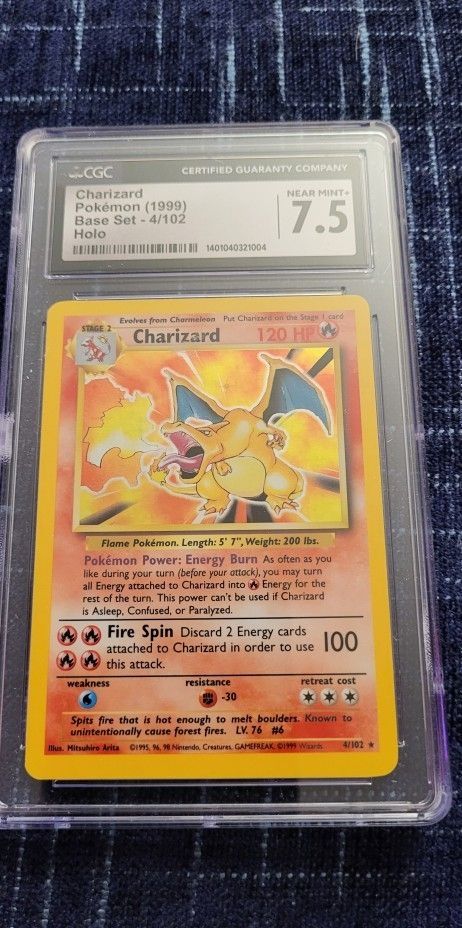 CGC CERTIFIED GUARANTY COMPANY
Charizard
Pokémon (1999)
Base Set - 4/102
Holo
NEAR MINT+
7.5
1401040321004
Evolves from Charmeleon Put Charizard on the Stage 1 card
STAGE 2
Charizard 120 HP
Flame Pokémon. Length: 5' 7", Weight: 200 lbs.
Pokémon Power: Energy Burn As often as you
like during your turn (before your attack), you may turn
all Energy attached to Charizard into Energy for the
rest of the turn. This power can't be used if Charizard
is Asleep, Confused, or Paralyzed.
Fire Spin Discard 2 Energy cards
attached to Charizard in order to use
this attack.
100
weakness resistance retreat cost
-30
Spits fire that is hot enough to melt boulders. Known to
unintentionally cause forest fires. LV. 76 #6
Illus. Mitsuhiro Arita ©1995, 96, 98 Nintendo, Creatures, GAMEFREAK. ©1999 Wizards. 4/102 ★